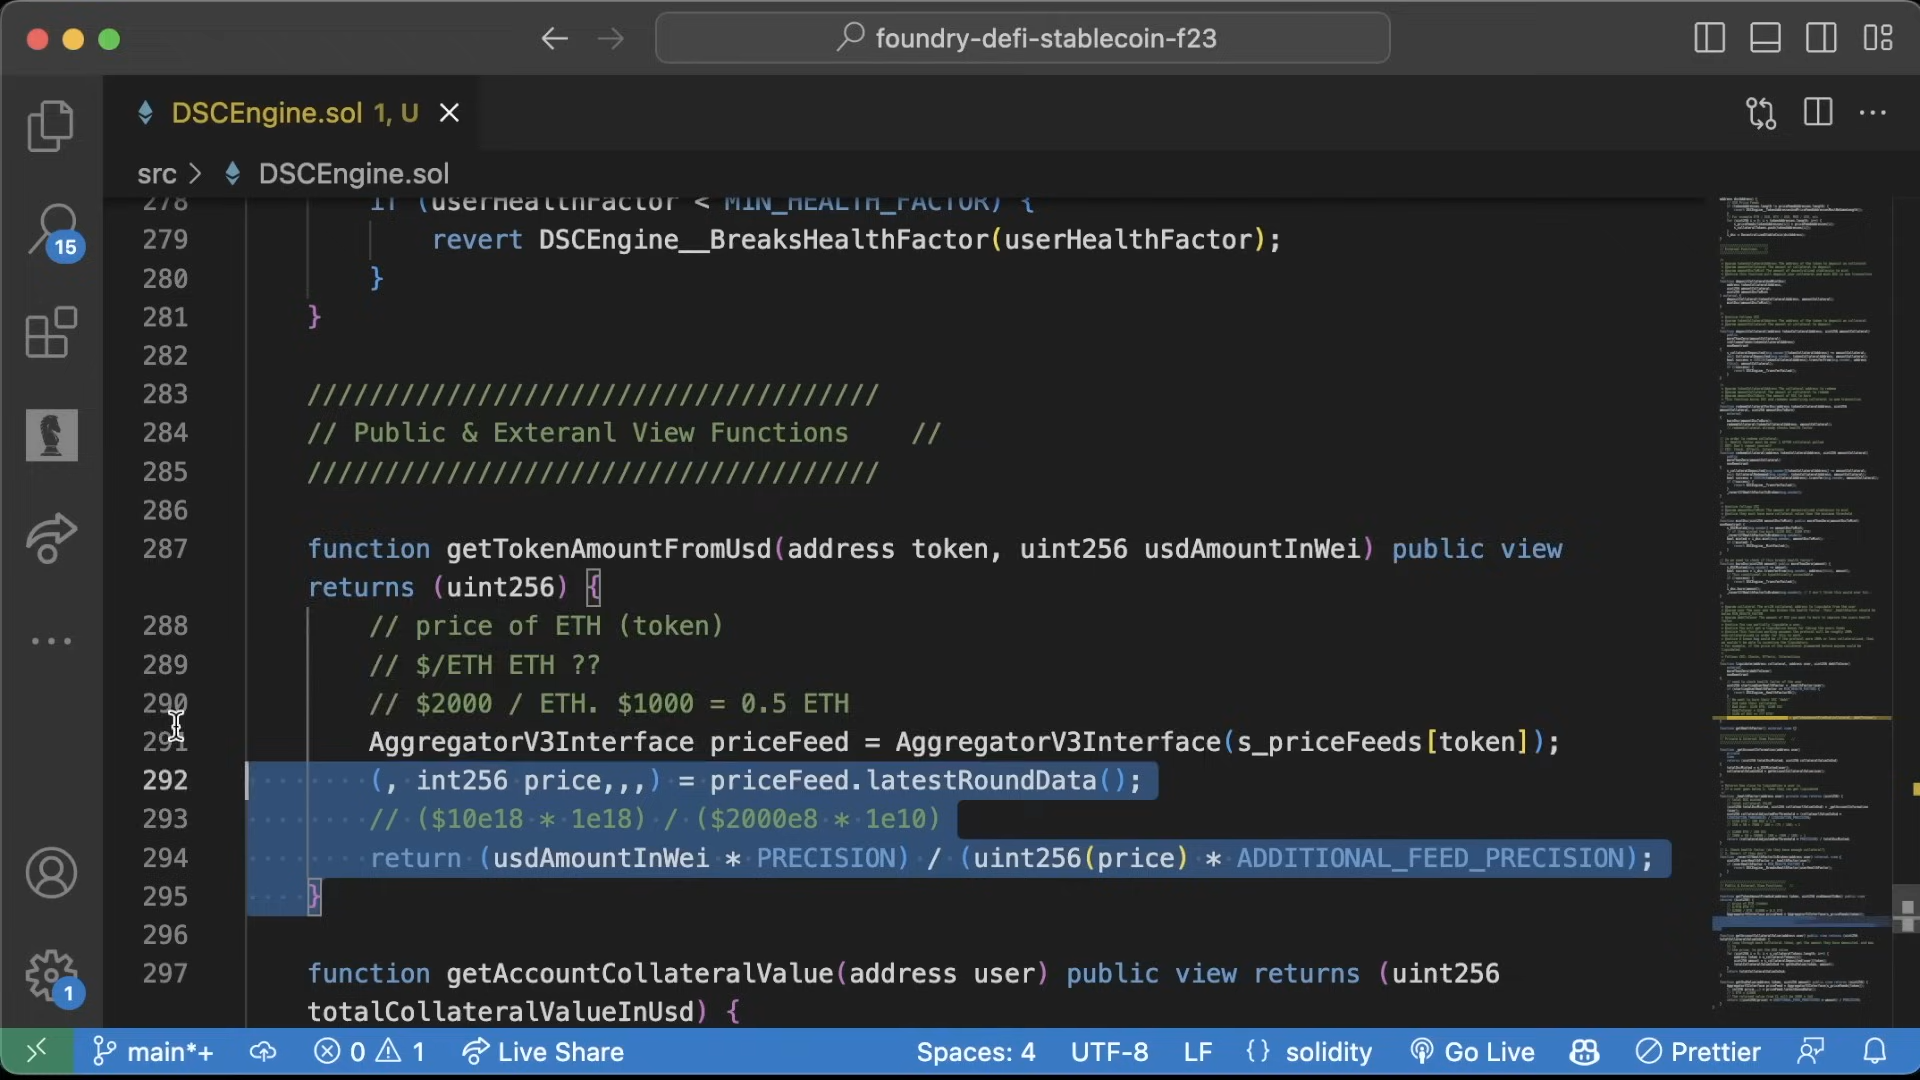 foundry-defi-stablecoin-f23
DSCEngine.sol 1, U
src > DSCEngine.sol
15
278 if (userHealthFactor < MIN_HEALTH_FACTOR) {
279 revert DSCEngine__BreaksHealthFactor(userHealthFactor);
280 }
281 }
282
283 /////////////////////////////////////
284 // Public & Exteranl View Functions    //
285 /////////////////////////////////////
286
287 function getTokenAmountFromUsd(address token, uint256 usdAmountInWei) public view
returns (uint256) {
288 // price of ETH (token)
289 // $/ETH ETH ??
290 // $2000 / ETH. $1000 = 0.5 ETH
291 AggregatorV3Interface priceFeed = AggregatorV3Interface(s_priceFeeds[token]);
292 (, int256 price,,,) = priceFeed.latestRoundData();
293 // ($10e18 * 1e18) / ($2000e8 * 1e10)
294 return (usdAmountInWei * PRECISION) / (uint256(price) * ADDITIONAL_FEED_PRECISION);
295 }
296
297 function getAccountCollateralValue(address user) public view returns (uint256
totalCollateralValueInUsd) {
1
main*+ 0 1 Live Share Spaces: 4 UTF-8 LF {} solidity Go Live Prettier